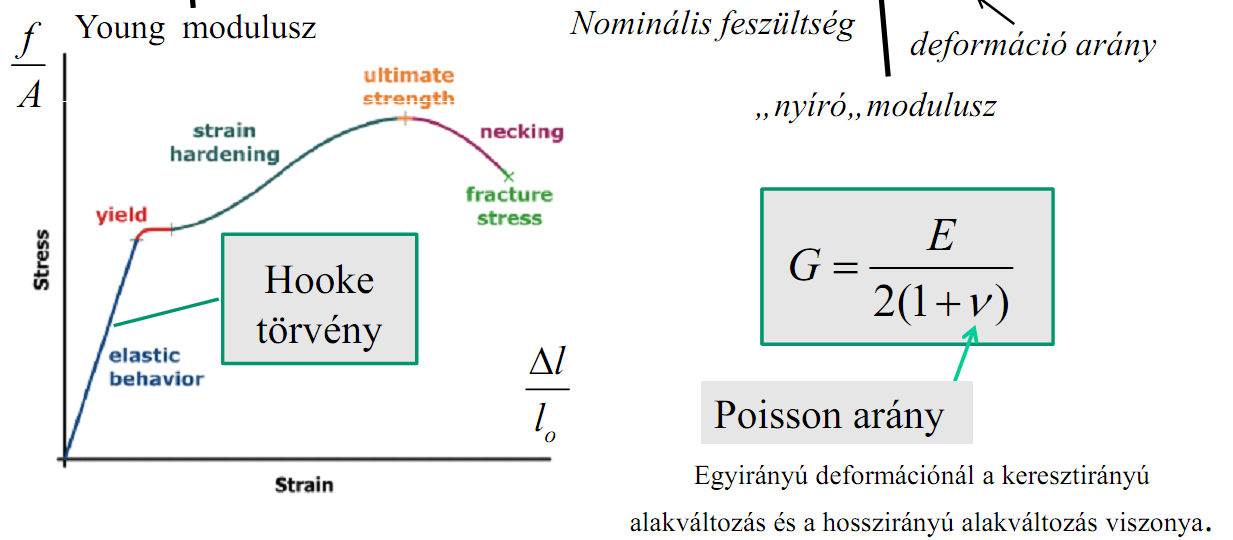 Young modulusz
f
A
ultimate
strength
strain
hardening
necking
fracture
stress
yield
Hooke
törvény
elastic
behavior
Stress
Δl
l_o
Strain
Nominális feszültség
deformáció arány
„nyíró„ modulusz
G = E / 2(1+ν)
Poisson arány
Egyirányú deformációnál a keresztirányú
alakváltozás és a hosszirányú alakváltozás viszonya.